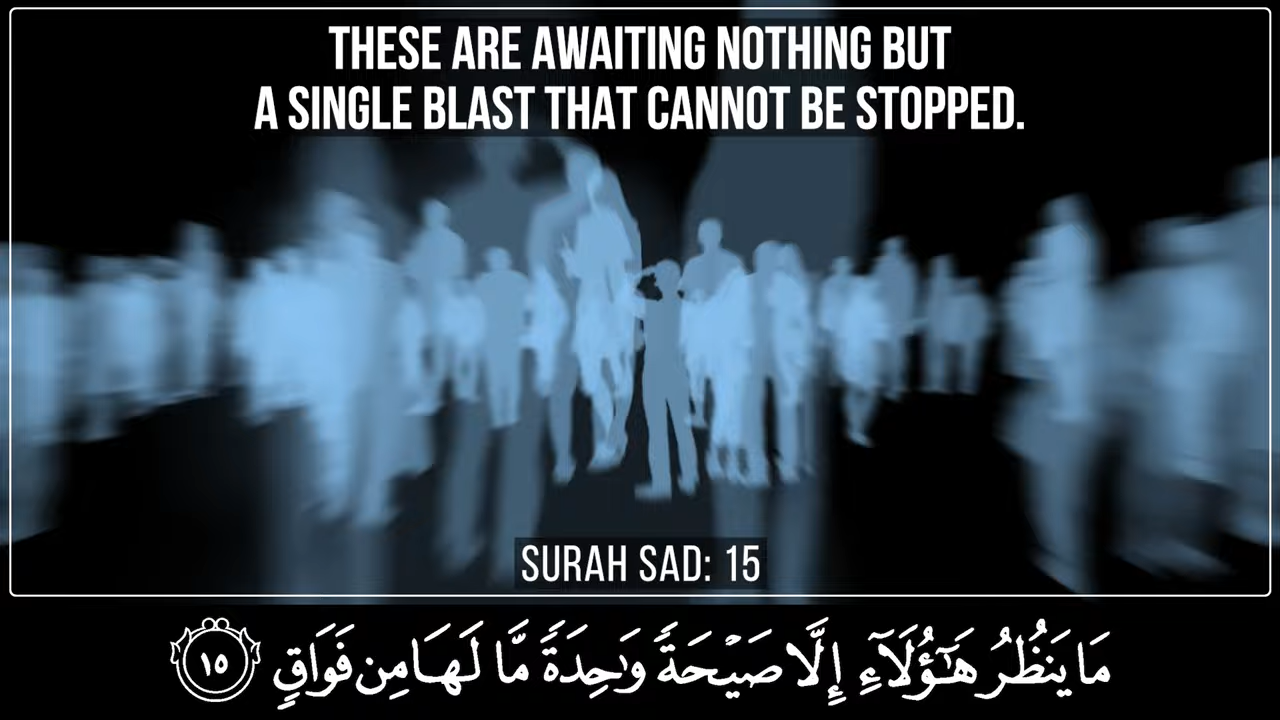 THESE ARE AWAITING NOTHING BUT
A SINGLE BLAST THAT CANNOT BE STOPPED.
SURAH SAD: 15
مَا يَنظُرُ هَٰٓؤُلَآءِ إِلَّا صَيْحَةً وَٰحِدَةً مَّا لَهَا مِن فَوَاقٍ ١٥